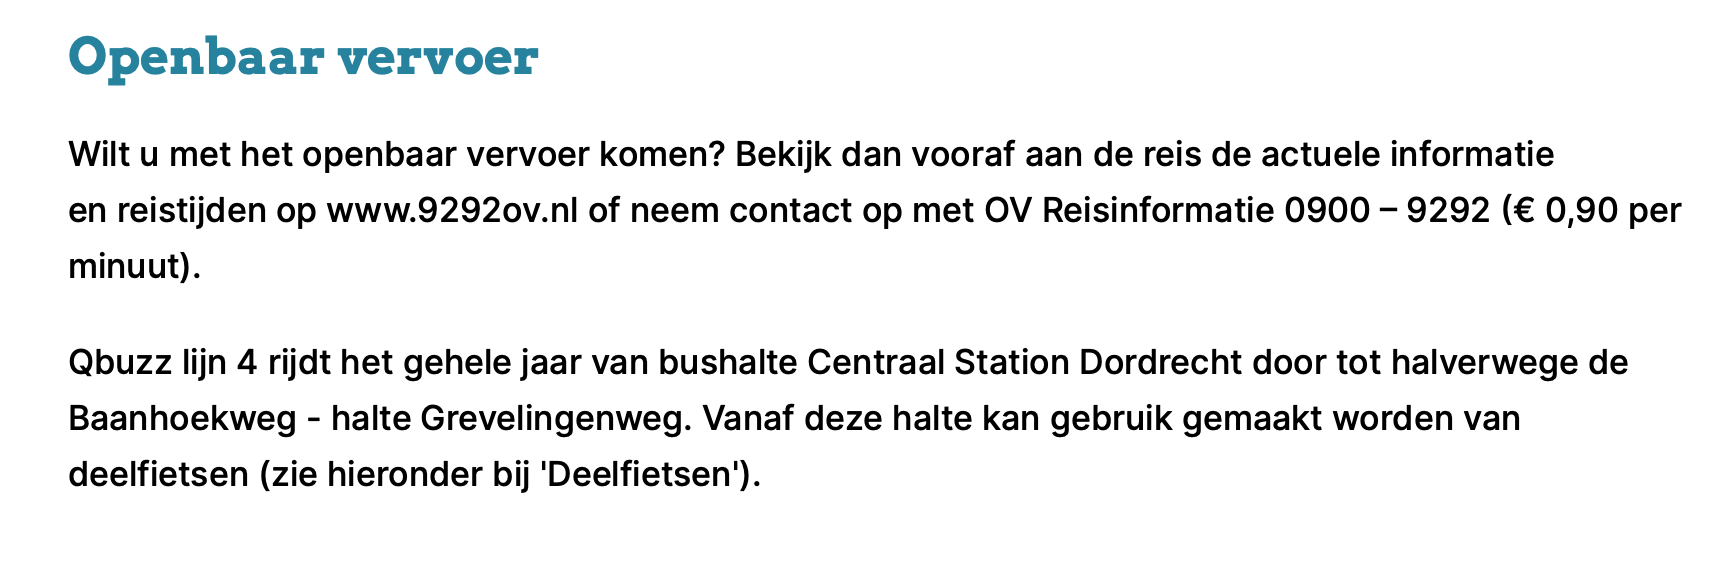 Openbaar vervoer
Wilt u met het openbaar vervoer komen? Bekijk dan vooraf aan de reis de actuele informatie
en reistijden op www.9292ov.nl of neem contact op met OV Reisinformatie 0900 – 9292 (€ 0,90 per
minuut).
Qbuzz lijn 4 rijdt het gehele jaar van bushalte Centraal Station Dordrecht door tot halverwege de
Baanhoekweg - halte Grevelingenweg. Vanaf deze halte kan gebruik gemaakt worden van
deelfietsen (zie hieronder bij 'Deelfietsen').